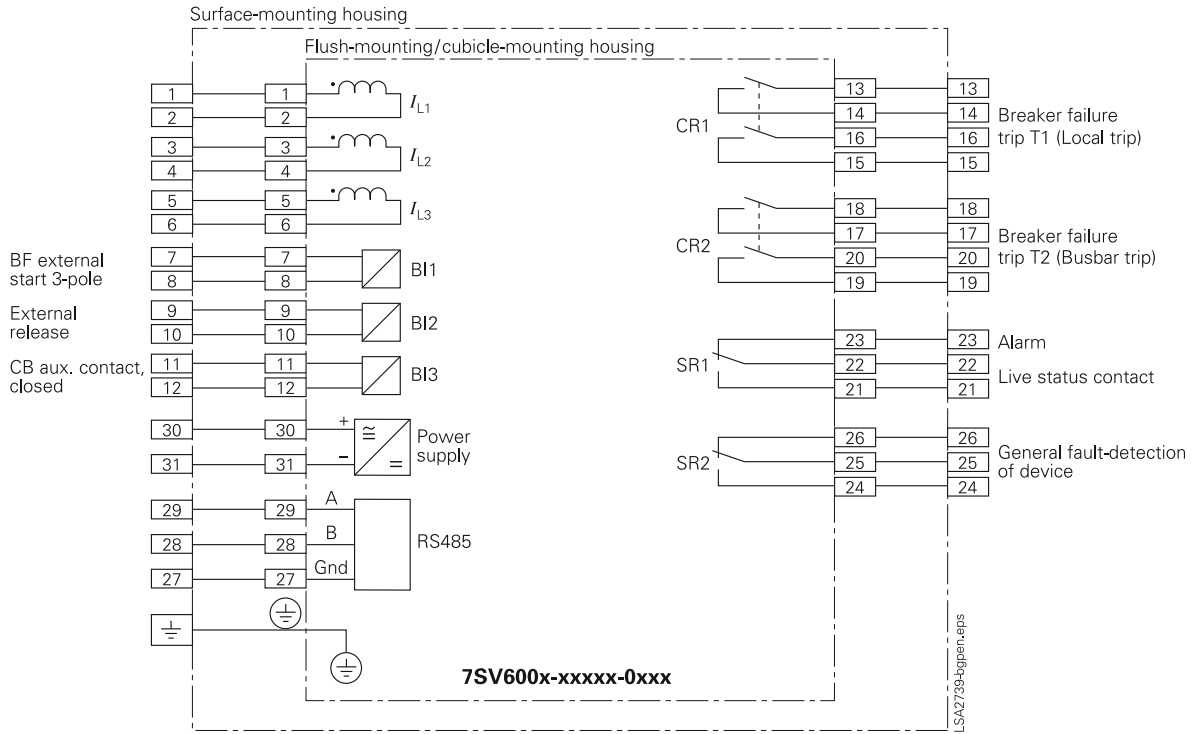 Surface-mounting housing
Flush-mounting/cubicle-mounting housing
1 1 I L1
2 2
3 3 I L2
4 4
5 5 I L3
6 6
BF external start 3-pole
7 7 BI1
8 8
External release
9 9 BI2
10 10
CB aux. contact, closed
11 11 BI3
12 12
30 30 + ≅ Power supply
31 31 – =
29 29 A
28 28 B RS485
27 27 Gnd
CR1
13 13
14 14 Breaker failure
16 16 trip T1 (Local trip)
15 15
CR2
18 18
17 17 Breaker failure
20 20 trip T2 (Busbar trip)
19 19
SR1
23 23 Alarm
22 22 Live status contact
21 21
SR2
26 26
25 25 General fault-detection of device
24 24
7SV600x-xxxxx-0xxx
LSA2739-bgpen.eps